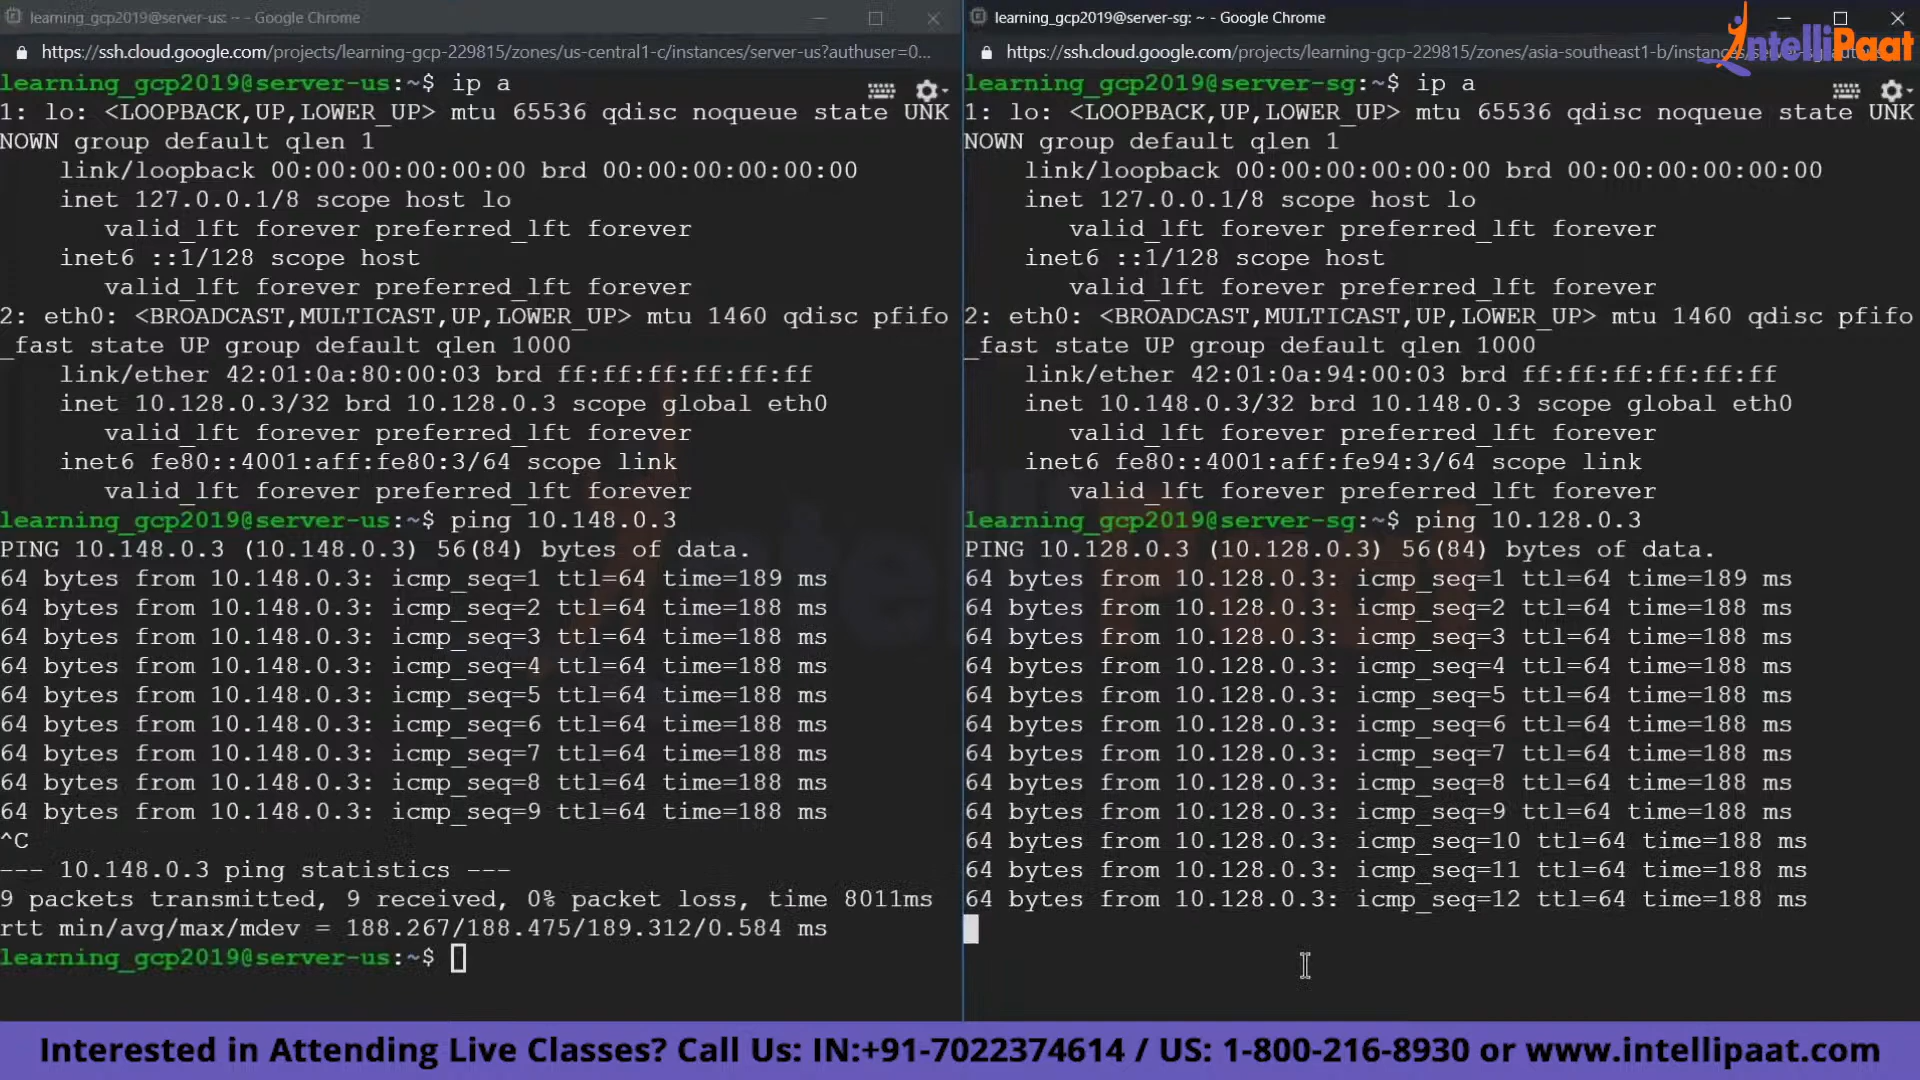 learning_gcp2019@server-us: ~ - Google Chrome
https://ssh.cloud.google.com/projects/learning-gcp-229815/zones/us-central1-c/instances/server-us?authuser=0...
learning_gcp2019@server-us:~$ ip a
1: lo: <LOOPBACK,UP,LOWER_UP> mtu 65536 qdisc noqueue state UNK
NOWN group default qlen 1
link/loopback 00:00:00:00:00:00 brd 00:00:00:00:00:00
inet 127.0.0.1/8 scope host lo
valid_lft forever preferred_lft forever
inet6 ::1/128 scope host
valid_lft forever preferred_lft forever
2: eth0: <BROADCAST,MULTICAST,UP,LOWER_UP> mtu 1460 qdisc pfifo
_fast state UP group default qlen 1000
link/ether 42:01:0a:80:00:03 brd ff:ff:ff:ff:ff:ff
inet 10.128.0.3/32 brd 10.128.0.3 scope global eth0
valid_lft forever preferred_lft forever
inet6 fe80::4001:aff:fe80:3/64 scope link
valid_lft forever preferred_lft forever
learning_gcp2019@server-us:~$ ping 10.148.0.3
PING 10.148.0.3 (10.148.0.3) 56(84) bytes of data.
64 bytes from 10.148.0.3: icmp_seq=1 ttl=64 time=189 ms
64 bytes from 10.148.0.3: icmp_seq=2 ttl=64 time=188 ms
64 bytes from 10.148.0.3: icmp_seq=3 ttl=64 time=188 ms
64 bytes from 10.148.0.3: icmp_seq=4 ttl=64 time=188 ms
64 bytes from 10.148.0.3: icmp_seq=5 ttl=64 time=188 ms
64 bytes from 10.148.0.3: icmp_seq=6 ttl=64 time=188 ms
64 bytes from 10.148.0.3: icmp_seq=7 ttl=64 time=188 ms
64 bytes from 10.148.0.3: icmp_seq=8 ttl=64 time=188 ms
64 bytes from 10.148.0.3: icmp_seq=9 ttl=64 time=188 ms
^C
--- 10.148.0.3 ping statistics ---
9 packets transmitted, 9 received, 0% packet loss, time 8011ms
rtt min/avg/max/mdev = 188.267/188.475/189.312/0.584 ms
learning_gcp2019@server-us:~$
learning_gcp2019@server-sg: ~ - Google Chrome
https://ssh.cloud.google.com/projects/learning-gcp-229815/zones/asia-southeast1-b/instances/
IntelliPaat
learning_gcp2019@server-sg:~$ ip a
1: lo: <LOOPBACK,UP,LOWER_UP> mtu 65536 qdisc noqueue state UNK
NOWN group default qlen 1
link/loopback 00:00:00:00:00:00 brd 00:00:00:00:00:00
inet 127.0.0.1/8 scope host lo
valid_lft forever preferred_lft forever
inet6 ::1/128 scope host
valid_lft forever preferred_lft forever
2: eth0: <BROADCAST,MULTICAST,UP,LOWER_UP> mtu 1460 qdisc pfifo
_fast state UP group default qlen 1000
link/ether 42:01:0a:94:00:03 brd ff:ff:ff:ff:ff:ff
inet 10.148.0.3/32 brd 10.148.0.3 scope global eth0
valid_lft forever preferred_lft forever
inet6 fe80::4001:aff:fe94:3/64 scope link
valid_lft forever preferred_lft forever
learning_gcp2019@server-sg:~$ ping 10.128.0.3
PING 10.128.0.3 (10.128.0.3) 56(84) bytes of data.
64 bytes from 10.128.0.3: icmp_seq=1 ttl=64 time=189 ms
64 bytes from 10.128.0.3: icmp_seq=2 ttl=64 time=188 ms
64 bytes from 10.128.0.3: icmp_seq=3 ttl=64 time=188 ms
64 bytes from 10.128.0.3: icmp_seq=4 ttl=64 time=188 ms
64 bytes from 10.128.0.3: icmp_seq=5 ttl=64 time=188 ms
64 bytes from 10.128.0.3: icmp_seq=6 ttl=64 time=188 ms
64 bytes from 10.128.0.3: icmp_seq=7 ttl=64 time=188 ms
64 bytes from 10.128.0.3: icmp_seq=8 ttl=64 time=188 ms
64 bytes from 10.128.0.3: icmp_seq=9 ttl=64 time=188 ms
64 bytes from 10.128.0.3: icmp_seq=10 ttl=64 time=188 ms
64 bytes from 10.128.0.3: icmp_seq=11 ttl=64 time=188 ms
64 bytes from 10.128.0.3: icmp_seq=12 ttl=64 time=188 ms
Interested in Attending Live Classes? Call Us: IN:+91-7022374614 / US: 1-800-216-8930 or www.intellipaat.com